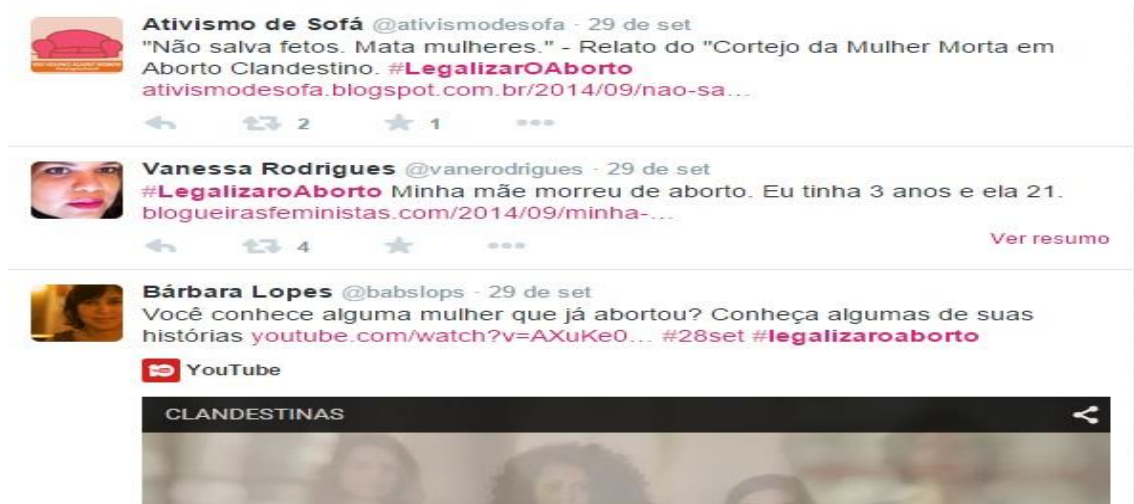 Ativismo de Sofá @ativismodesofa · 29 de set
"Não salva fetos. Mata mulheres." - Relato do "Cortejo da Mulher Morta em
Aborto Clandestino. #LegalizarOAborto
ativismodesofa.blogspot.com.br/2014/09/nao-sa...
2 1
Vanessa Rodrigues @vanerodrigues · 29 de set
#LegalizaroAborto Minha mãe morreu de aborto. Eu tinha 3 anos e ela 21.
blogueirasfeministas.com/2014/09/minha-...
4
Ver resumo
Bárbara Lopes @babslops · 29 de set
Você conhece alguma mulher que já abortou? Conheça algumas de suas
histórias youtube.com/watch?v=AXuKe0... #28set #legalizaroaborto
YouTube
CLANDESTINAS